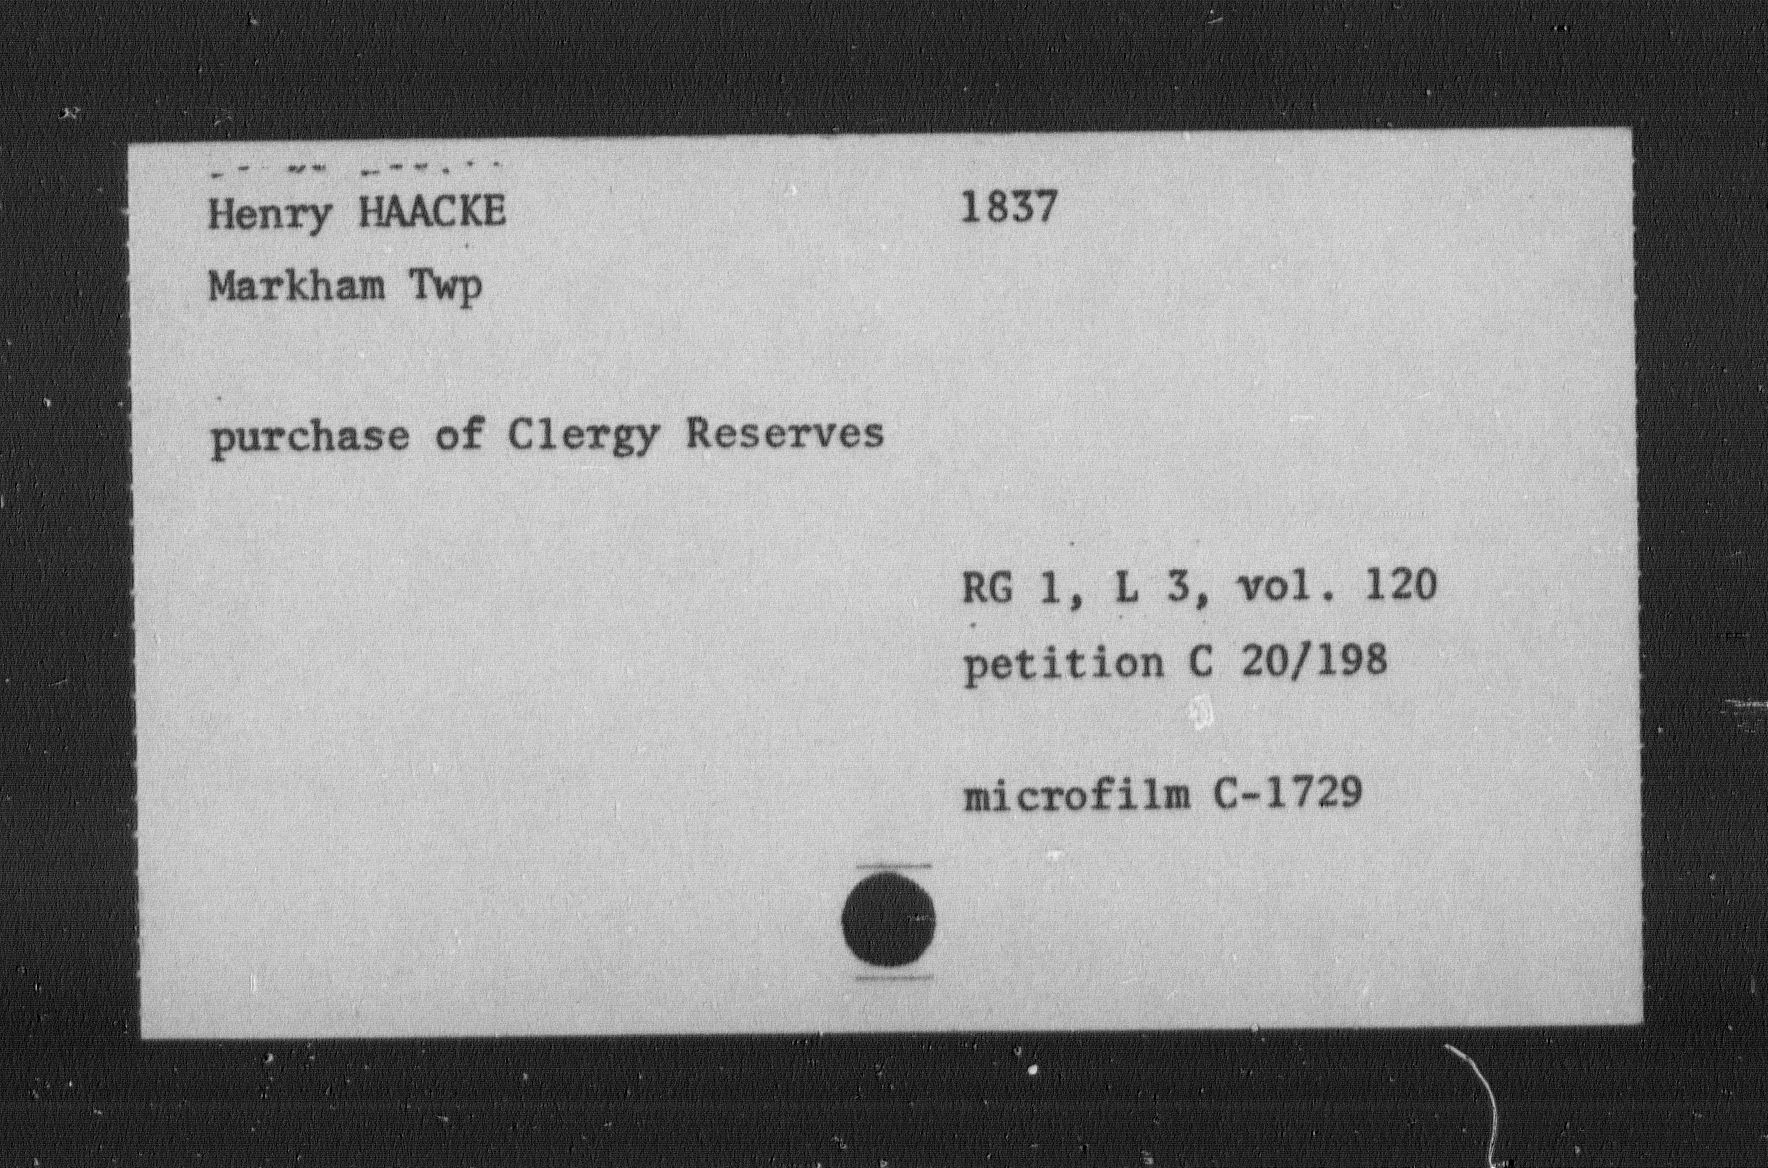 Henry HAACKE 1837
Markham Twp
purchase of Clergy Reserves
RG 1, L 3, vol. 120
petition C 20/198
microfilm C-1729